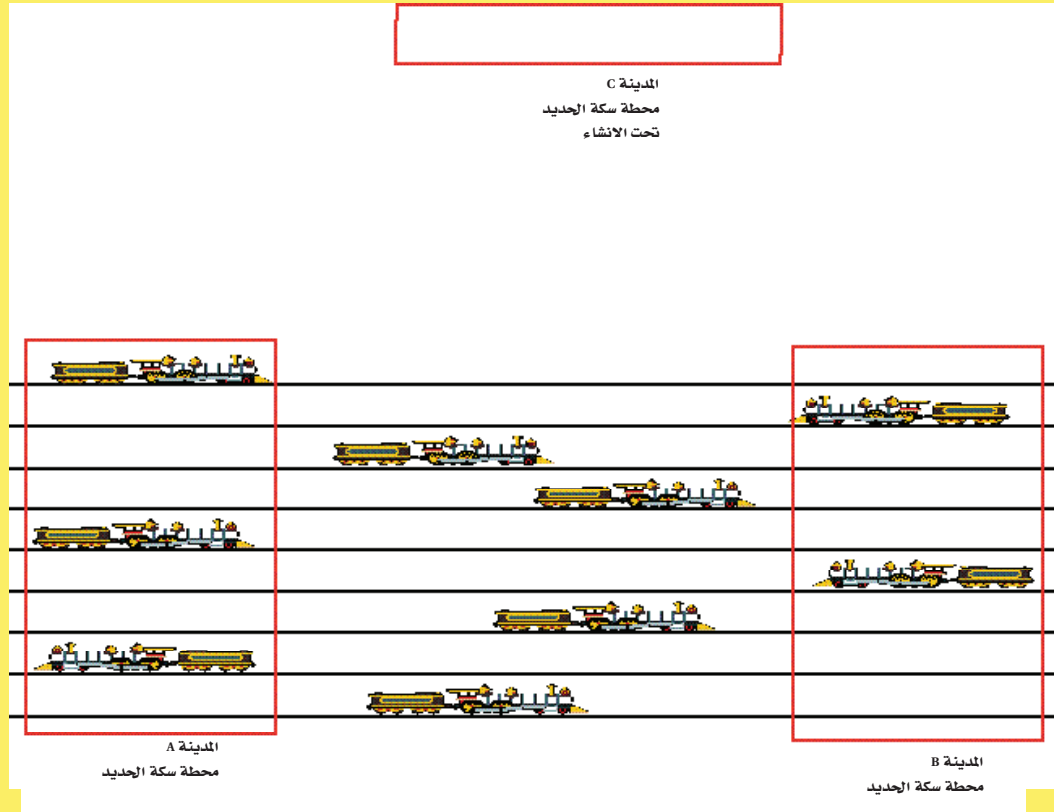 المدينة C
محطة سكة الحديد
تحت الانشاء
المدينة A
محطة سكة الحديد
المدينة B
محطة سكة الحديد